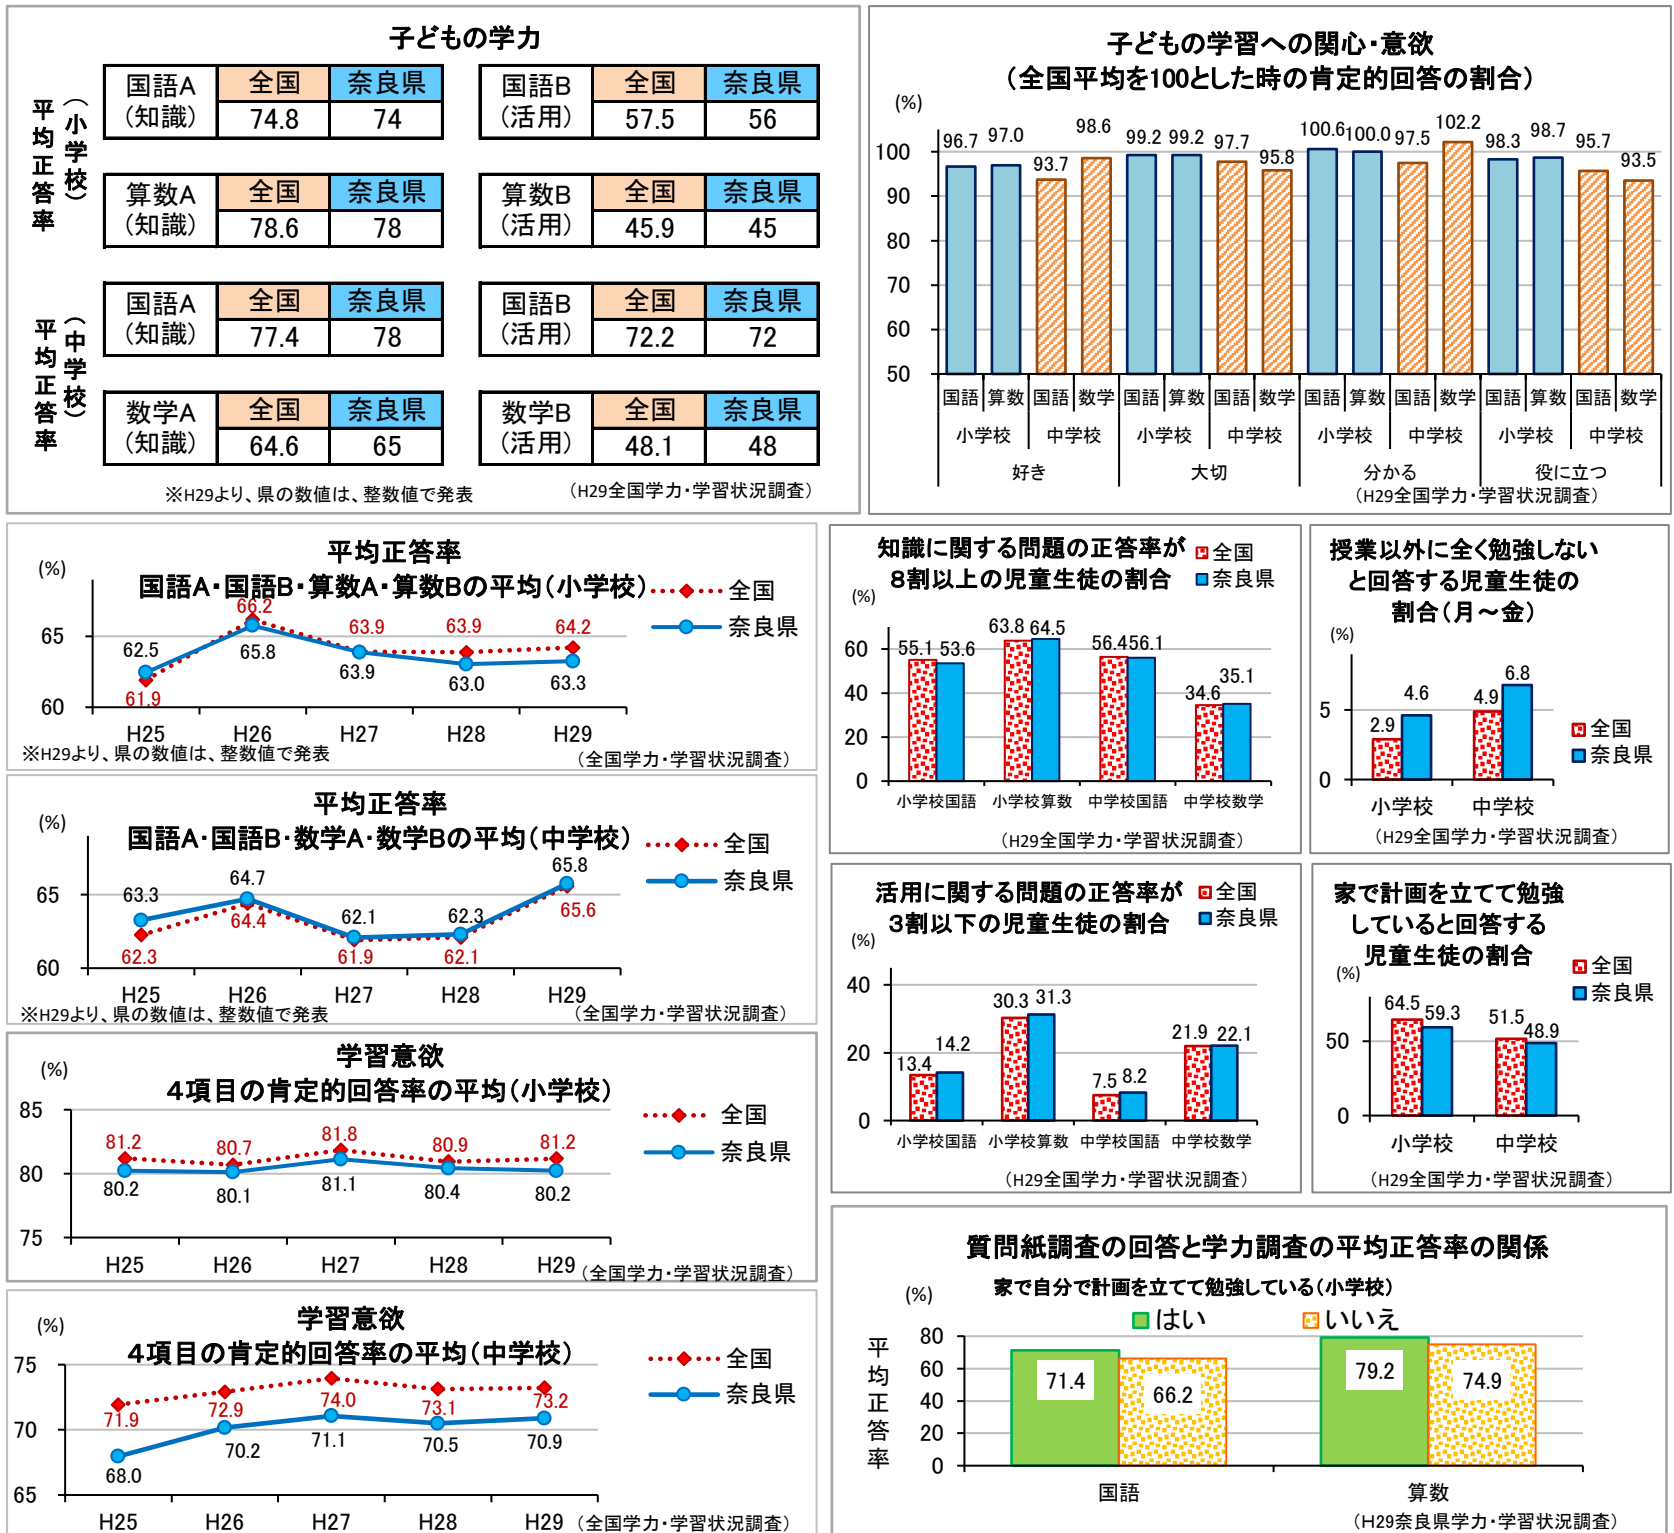 子どもの学力
平均正答率
（小学校）
国語A 全国 奈良県
（知識） 74.8 74
国語B 全国 奈良県
（活用） 57.5 56
算数A 全国 奈良県
（知識） 78.6 78
算数B 全国 奈良県
（活用） 45.9 45
平均正答率
（中学校）
国語A 全国 奈良県
（知識） 77.4 78
国語B 全国 奈良県
（活用） 72.2 72
数学A 全国 奈良県
（知識） 64.6 65
数学B 全国 奈良県
（活用） 48.1 48
※H29より、県の数値は、整数値で発表
（H29全国学力・学習状況調査）
子どもの学習への関心・意欲
（全国平均を100とした時の肯定的回答の割合）
(%)
96.7 97.0 93.7 98.6 99.2 99.2 97.7 95.8 100.6 100.0 97.5 102.2 98.3 98.7 95.7 93.5
100
90
80
70
60
50
国語 算数 国語 数学 国語 算数 国語 数学 国語 算数 国語 数学 国語 算数 国語 数学
小学校 中学校 小学校 中学校 小学校 中学校 小学校 中学校
好き 大切 分かる 役に立つ
（H29全国学力・学習状況調査）
平均正答率
国語A・国語B・算数A・算数Bの平均（小学校）
(%)
全国
奈良県
66.2 63.9 63.9 64.2
65
62.5 65.8 63.9 63.0 63.3
61.9
60
H25 H26 H27 H28 H29
※H29より、県の数値は、整数値で発表
（全国学力・学習状況調査）
平均正答率
国語A・国語B・数学A・数学Bの平均（中学校）
(%)
全国
奈良県
63.3 64.7 62.1 62.3 65.8
65
62.3 64.4 61.9 62.1 65.6
60
H25 H26 H27 H28 H29
※H29より、県の数値は、整数値で発表
（全国学力・学習状況調査）
学習意欲
４項目の肯定的回答率の平均（小学校）
(%)
全国
奈良県
85
81.2 80.7 81.8 80.9 81.2
80
80.2 80.1 81.1 80.4 80.2
75
H25 H26 H27 H28 H29
（全国学力・学習状況調査）
学習意欲
４項目の肯定的回答率の平均（中学校）
(%)
全国
奈良県
75
71.9 72.9 74.0 73.1 73.2
70
68.0 70.2 71.1 70.5 70.9
65
H25 H26 H27 H28 H29
（全国学力・学習状況調査）
知識に関する問題の正答率が
８割以上の児童生徒の割合
全国
奈良県
(%)
55.1 53.6 63.8 64.5 56.4 56.1 34.6 35.1
60
40
20
0
小学校国語 小学校算数 中学校国語 中学校数学
（H29全国学力・学習状況調査）
授業以外に全く勉強しない
と回答する児童生徒の
割合（月～金）
(%)
全国
奈良県
2.9 4.6 4.9 6.8
5
0
小学校 中学校
（H29全国学力・学習状況調査）
活用に関する問題の正答率が
３割以下の児童生徒の割合
全国
奈良県
(%)
13.4 14.2 30.3 31.3 7.5 8.2 21.9 22.1
40
20
0
小学校国語 小学校算数 中学校国語 中学校数学
（H29全国学力・学習状況調査）
家で計画を立てて勉強
していると回答する
児童生徒の割合
(%)
全国
奈良県
64.5 59.3 51.5 48.9
50
0
小学校 中学校
（H29全国学力・学習状況調査）
質問紙調査の回答と学力調査の平均正答率の関係
家で自分で計画を立てて勉強している（小学校）
(%)
はい いいえ
平均正答率
80
60
40
20
0
71.4 66.2 79.2 74.9
国語 算数
（H29奈良県学力・学習状況調査）